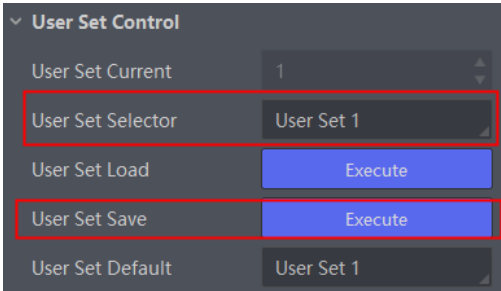 User Set Control
User Set Current 1
User Set Selector User Set 1
User Set Load Execute
User Set Save Execute
User Set Default User Set 1